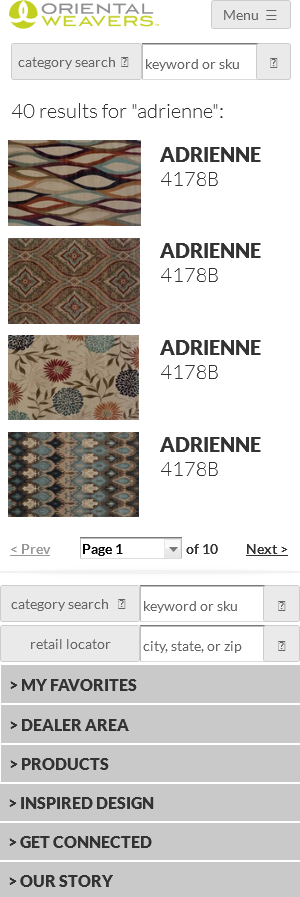 ORIENTAL
WEAVERS™
Menu ☰
category search
keyword or sku
40 results for "adrienne":
ADRIENNE
4178B
ADRIENNE
4178B
ADRIENNE
4178B
ADRIENNE
4178B
< Prev Page 1 of 10 Next >
category search
keyword or sku
retail locator
city, state, or zip
> MY FAVORITES
> DEALER AREA
> PRODUCTS
> INSPIRED DESIGN
> GET CONNECTED
> OUR STORY